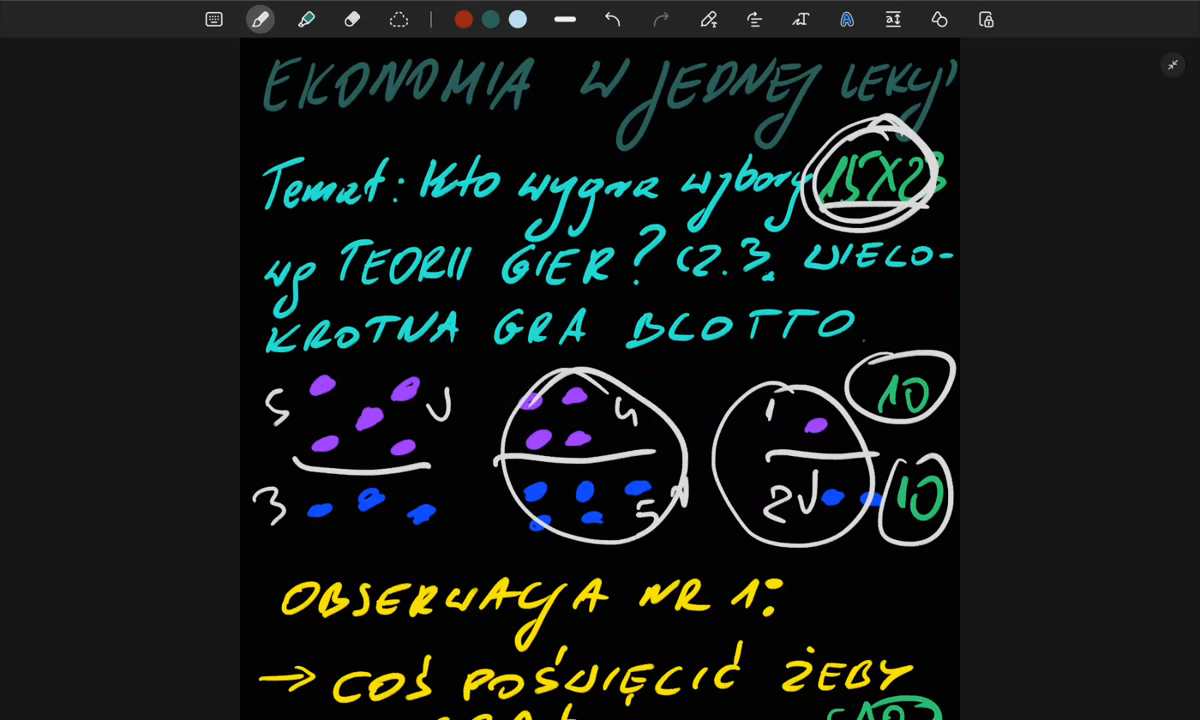 EKONOMIA W JEDNEJ LEKCJI
Temat: Kto wygra wybory 15X23
wg TEORII GIER? CZ.3. WIELO-
KROTNA GRA BLOTTO.
5 4 1 10
3 5 2 10
OBSERWACJA NR 1:
→ COŚ POŚWIĘCIĆ ŻEBY